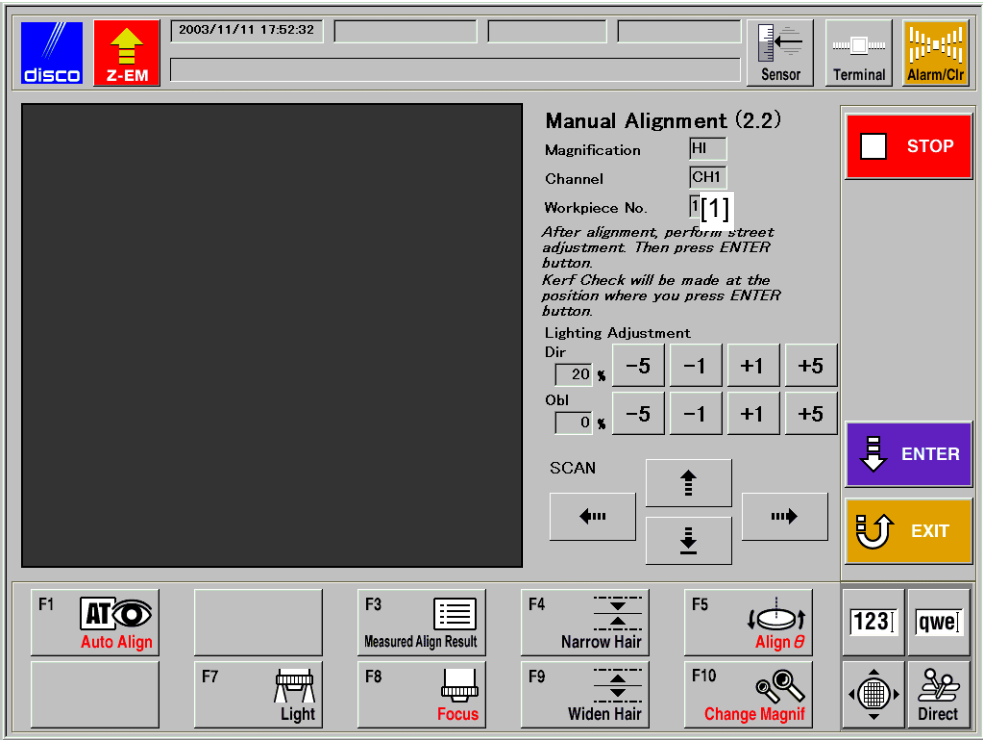 disco
Z-EM
2003/11/11 17:52:32
Sensor
Terminal
Alarm/Clr
Manual Alignment (2.2)
Magnification HI
Channel CH1
Workpiece No. 1 [1]
After alignment, perform street
adjustment. Then press ENTER
button.
Kerf Check will be made at the
position where you press ENTER
button.
Lighting Adjustment
Dir
20 % -5 -1 +1 +5
Obl
0 % -5 -1 +1 +5
SCAN
STOP
ENTER
EXIT
F1 AT Auto Align
F3 Measured Align Result
F4 Narrow Hair
F5 Align θ
123
qwe
F7 Light
F8 Focus
F9 Widen Hair
F10 Change Magnif
Direct